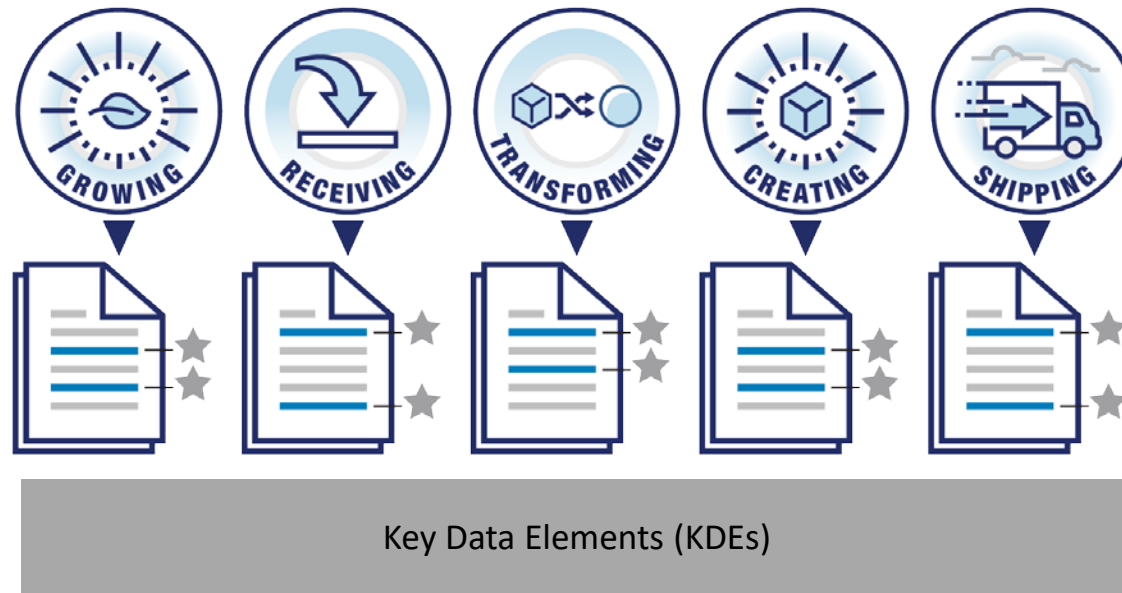 GROWING
RECEIVING
TRANSFORMING
CREATING
SHIPPING
Key Data Elements (KDEs)